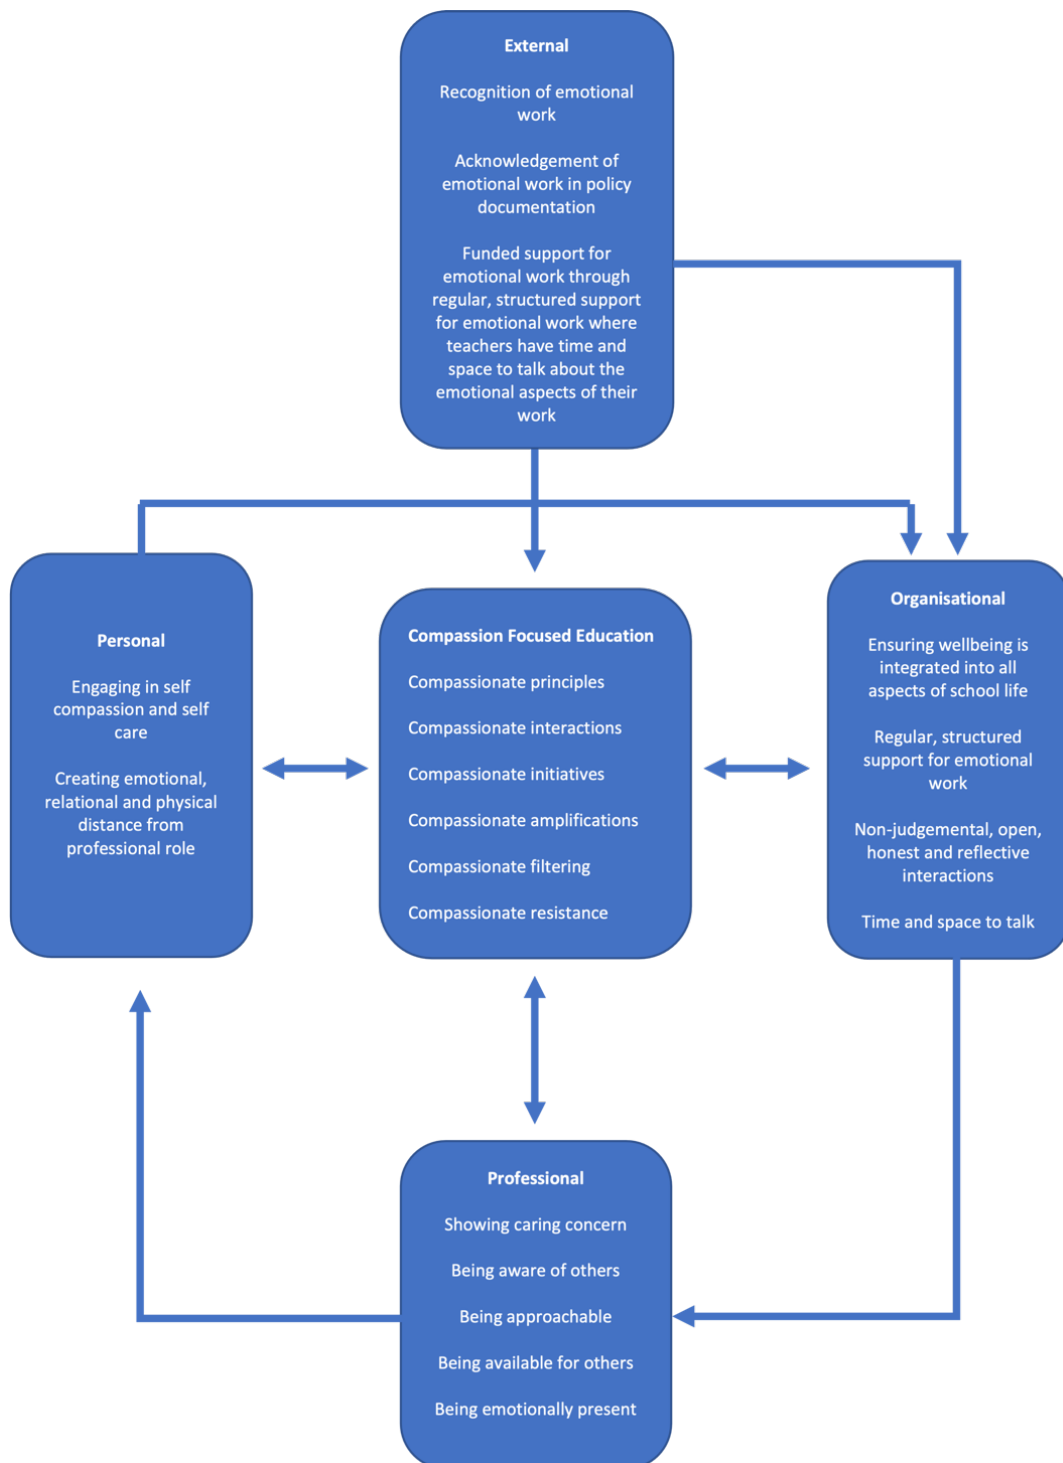 External
Recognition of emotional
work
Acknowledgement of
emotional work in policy
documentation
Funded support for
emotional work through
regular, structured support
for emotional work where
teachers have time and
space to talk about the
emotional aspects of their
work
Personal
Engaging in self
compassion and self
care
Creating emotional,
relational and physical
distance from
professional role
Compassion Focused Education
Compassionate principles
Compassionate interactions
Compassionate initiatives
Compassionate amplifications
Compassionate filtering
Compassionate resistance
Organisational
Ensuring wellbeing is
integrated into all
aspects of school life
Regular, structured
support for emotional
work
Non-judgemental, open,
honest and reflective
interactions
Time and space to talk
Professional
Showing caring concern
Being aware of others
Being approachable
Being available for others
Being emotionally present